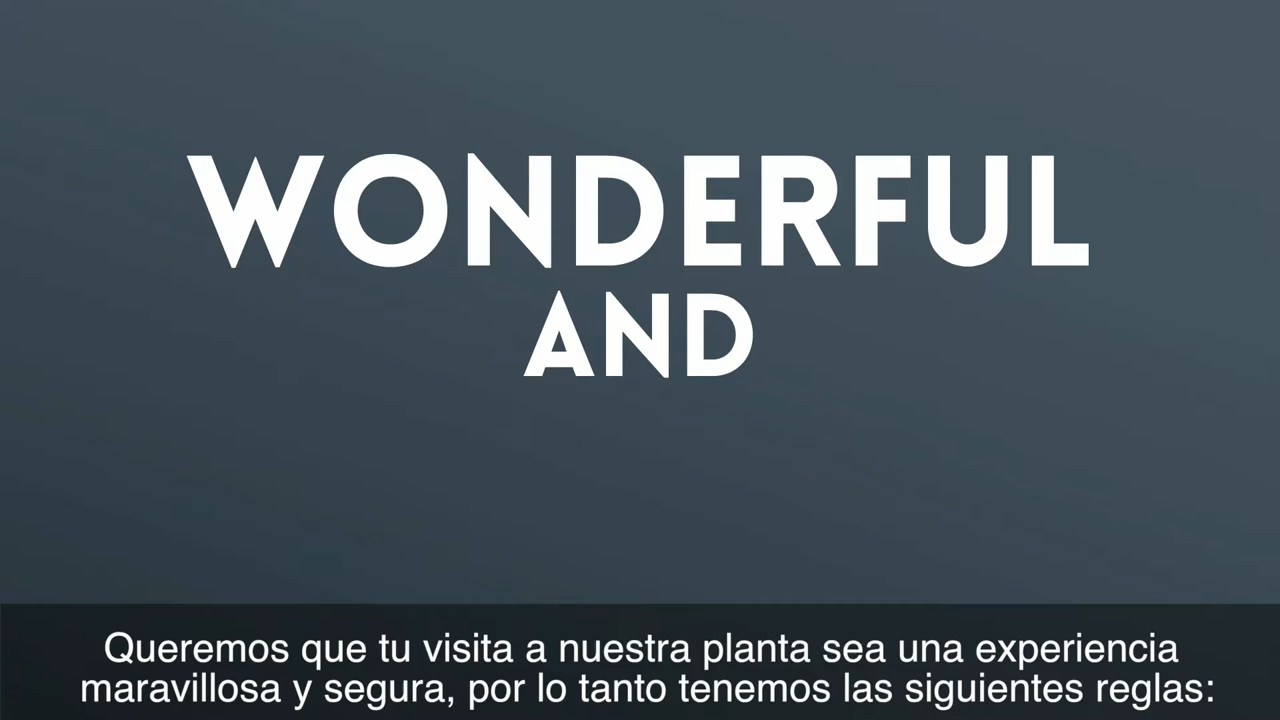 WONDERFUL
AND
Queremos que tu visita a nuestra planta sea una experiencia
maravillosa y segura, por lo tanto tenemos las siguientes reglas: